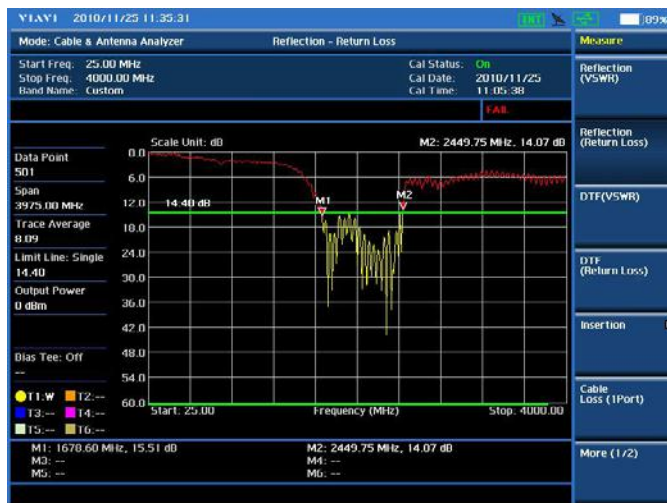 VIAVI 2010/11/25 11:35:31
EXT
89%
Mode: Cable & Antenna Analyzer
Reflection - Return Loss
Measure
Start Freq: 25.00 MHz
Stop Freq: 4000.00 MHz
Band Name: Custom
Cal Status: On
Cal Date: 2010/11/25
Cal Time: 11:05:38
FAIL
Reflection
(VSWR)
Reflection
(Return Loss)
DTF(VSWR)
DTF
(Return Loss)
Insertion
Cable
Loss (1Port)
More (1/2)
Data Point
501
Span
3975.00 MHz
Trace Average
8.09
Limit Line: Single
14.40
Output Power
0 dBm
Bias Tee: Off
--
T1:W T2:--
T3:-- T4:--
T5:-- T6:--
Scale Unit: dB
M2: 2449.75 MHz, 14.07 dB
0.0
6.0
12.0
18.0
24.0
30.0
36.0
42.0
48.0
54.0
60.0
14.40 dB
M1
M2
Start: 25.00
Frequency (MHz)
Stop: 4000.00
M1: 1678.60 MHz, 15.51 dB
M2: 2449.75 MHz, 14.07 dB
M3: --
M4: --
M5: --
M6: --